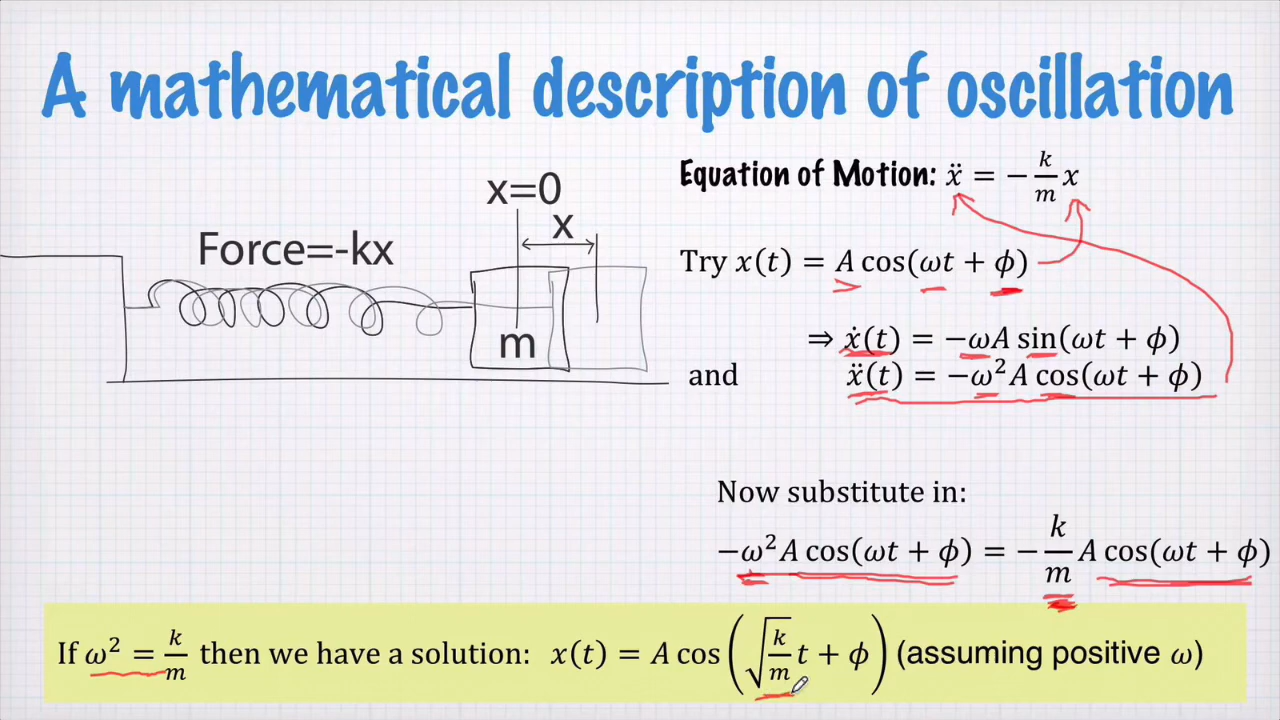 A mathematical description of oscillation
x=0
x
Force=-kx
m
Equation of Motion: ẍ = −k/m x
Try x(t) = A cos(ωt + ϕ)
⇒ ẋ(t) = −ωA sin(ωt + ϕ)
and ẍ(t) = −ω²A cos(ωt + ϕ)
Now substitute in:
−ω²A cos(ωt + ϕ) = −k/m A cos(ωt + ϕ)
If ω² = k/m then we have a solution: x(t) = A cos(√(k/m) t + ϕ) (assuming positive ω)